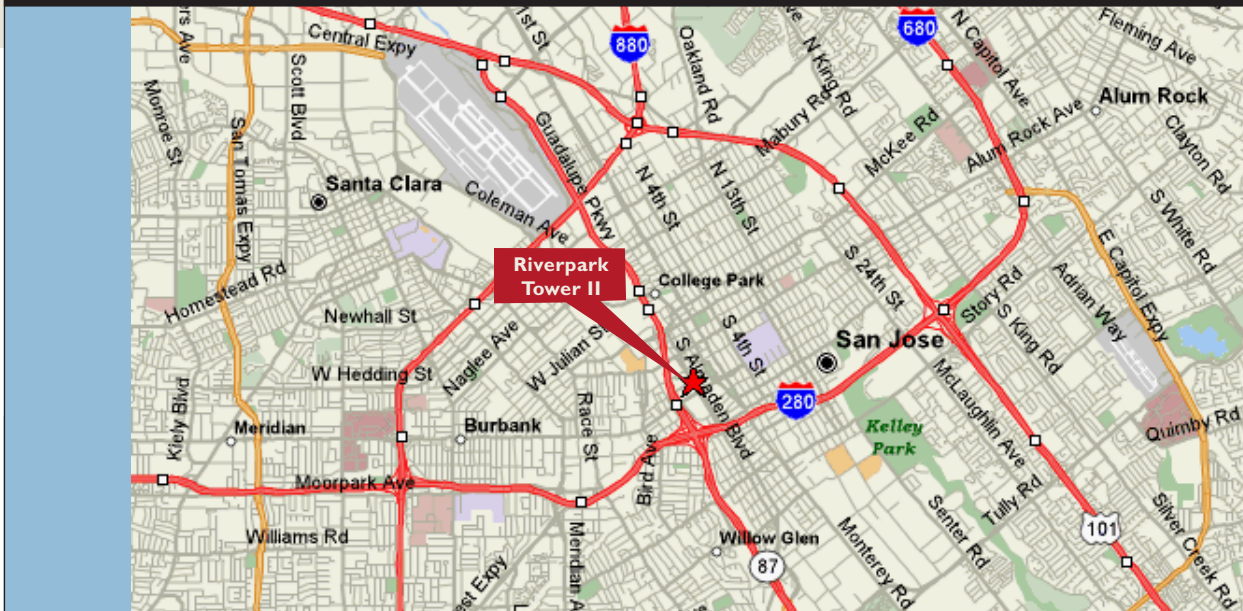 ers Ave
Central Expy
1st St
880
Oakland Rd
Ave
N King Rd
680
N Capitol Ave
Fleming Ave
Scott Blvd
Monroe St
San Tomas Expy
Guadalupe Pkwy
Mabury Rd
McKee Rd
Alum Rock
Alum Rock Ave
Clayton Rd
Santa Clara
Coleman Ave
N 4th St
N 13th St
S White Rd
Riverpark
Tower II
College Park
S 24th St
Story Rd
Adrian Way
E Capitol Expy
Homestead Rd
Newhall St
Naglee Ave
W Julian St
S 4th St
San Jose
S King Rd
W Hedding St
S Almaden Blvd
280
McLaughlin Ave
Kiely Blvd
Meridian
Burbank
Race St
Bird Ave
Kelley
Park
Quimby Rd
Moorpark Ave
Williams Rd
Meridian A
Willow Glen
87
Monterey Rd
Senter Rd
Tully Rd
101
Silver Creek Rd
est Expy